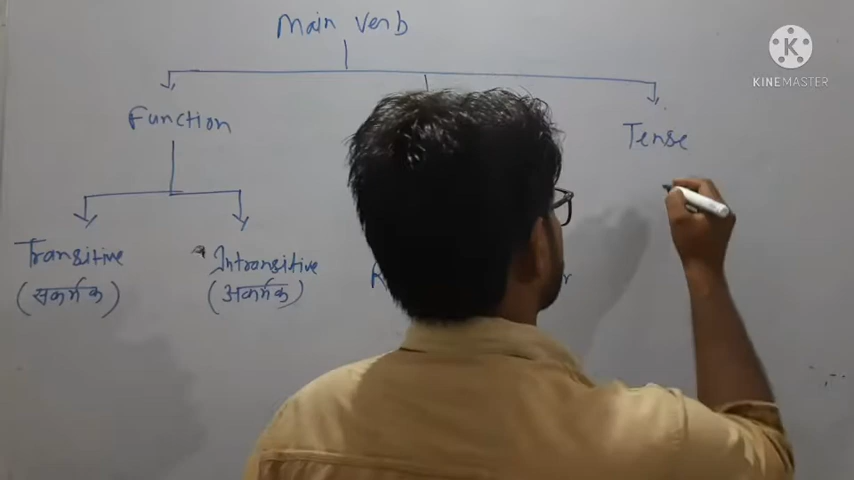 Main Verb
K
KINEMASTER
Function
Tense
Transitive
Intransitive
(सकर्मक)
(अकर्मक)